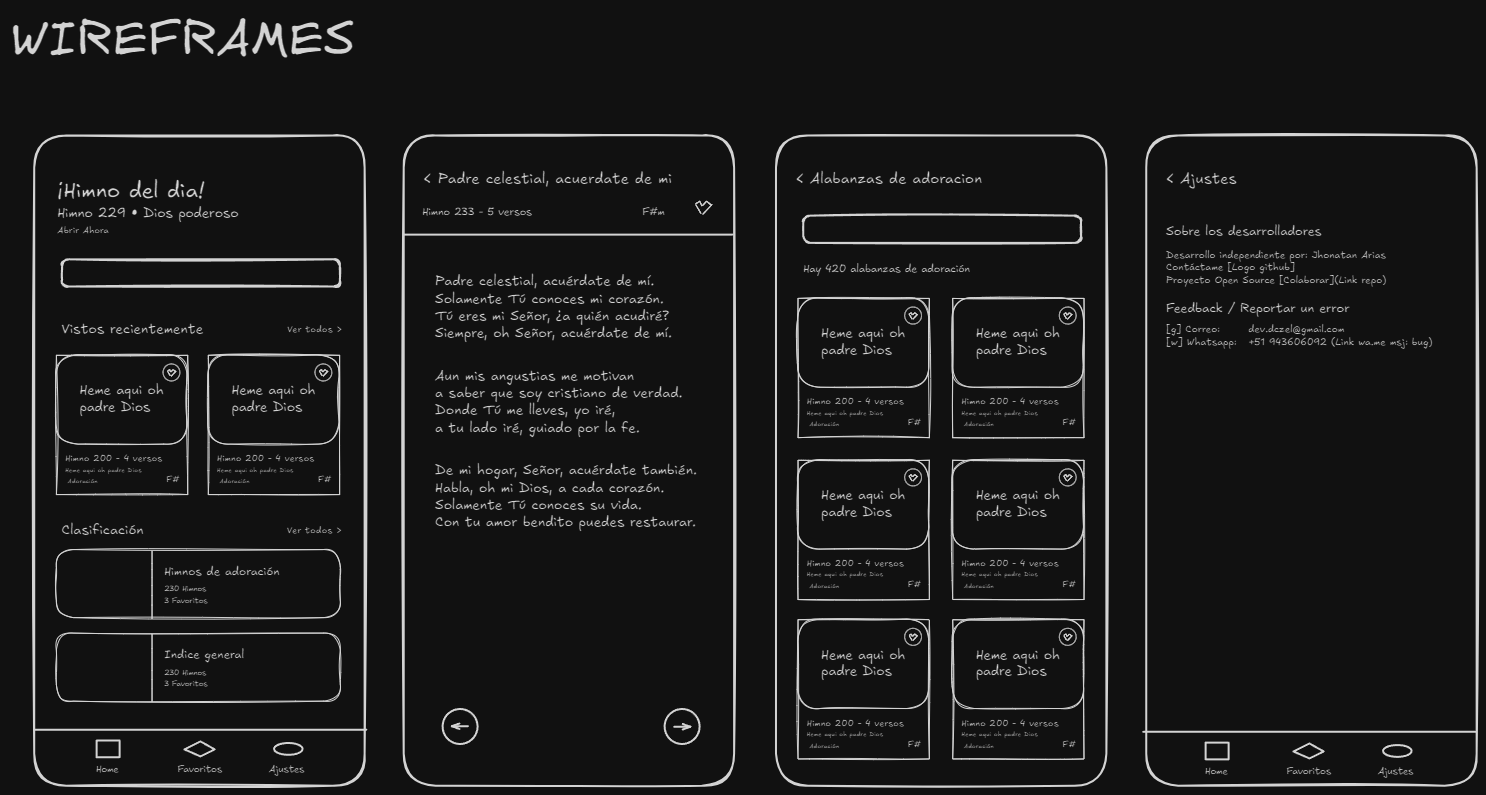 WIREFRAMES
¡Himno del dia!
Himno 229 • Dios poderoso
Abrir Ahora
Vistos recientemente
Ver todos >
Heme aqui oh
padre Dios
Himno 200 - 4 versos
Heme aqui oh padre Dios
Adoración
F#
Heme aqui oh
padre Dios
Himno 200 - 4 versos
Heme aqui oh padre Dios
Adoración
F#
Clasificación
Ver todos >
Himnos de adoración
230 Himnos
3 Favoritos
Indice general
230 Himnos
3 Favoritos
Home
Favoritos
Ajustes
< Padre celestial, acuerdate de mi
Himno 233 - 5 versos
F#m
Padre celestial, acuérdate de mí.
Solamente Tú conoces mi corazón.
Tú eres mi Señor, ¿a quién acudiré?
Siempre, oh Señor, acuérdate de mí.
Aun mis angustias me motivan
a saber que soy cristiano de verdad.
Donde Tú me lleves, yo iré,
a tu lado iré, guiado por la fe.
De mi hogar, Señor, acuérdate también.
Habla, oh mi Dios, a cada corazón.
Solamente Tú conoces su vida.
Con tu amor bendito puedes restaurar.
< Alabanzas de adoracion
Hay 420 alabanzas de adoración
Heme aqui oh
padre Dios
Himno 200 - 4 versos
Heme aqui oh padre Dios
Adoración
F#
Heme aqui oh
padre Dios
Himno 200 - 4 versos
Heme aqui oh padre Dios
Adoración
F#
Heme aqui oh
padre Dios
Himno 200 - 4 versos
Heme aqui oh padre Dios
Adoración
F#
Heme aqui oh
padre Dios
Himno 200 - 4 versos
Heme aqui oh padre Dios
Adoración
F#
Heme aqui oh
padre Dios
Himno 200 - 4 versos
Heme aqui oh padre Dios
Adoración
F#
Heme aqui oh
padre Dios
Himno 200 - 4 versos
Heme aqui oh padre Dios
Adoración
F#
< Ajustes
Sobre los desarrolladores
Desarrollo independiente por: Jhonatan Arias
Contáctame [Logo github]
Proyecto Open Source [Colaborar](Link repo)
Feedback / Reportar un error
[g] Correo: dev.dczel@gmail.com
[w] Whatsapp: +51 943606092 (Link wa.me msj: bug)
Home
Favoritos
Ajustes